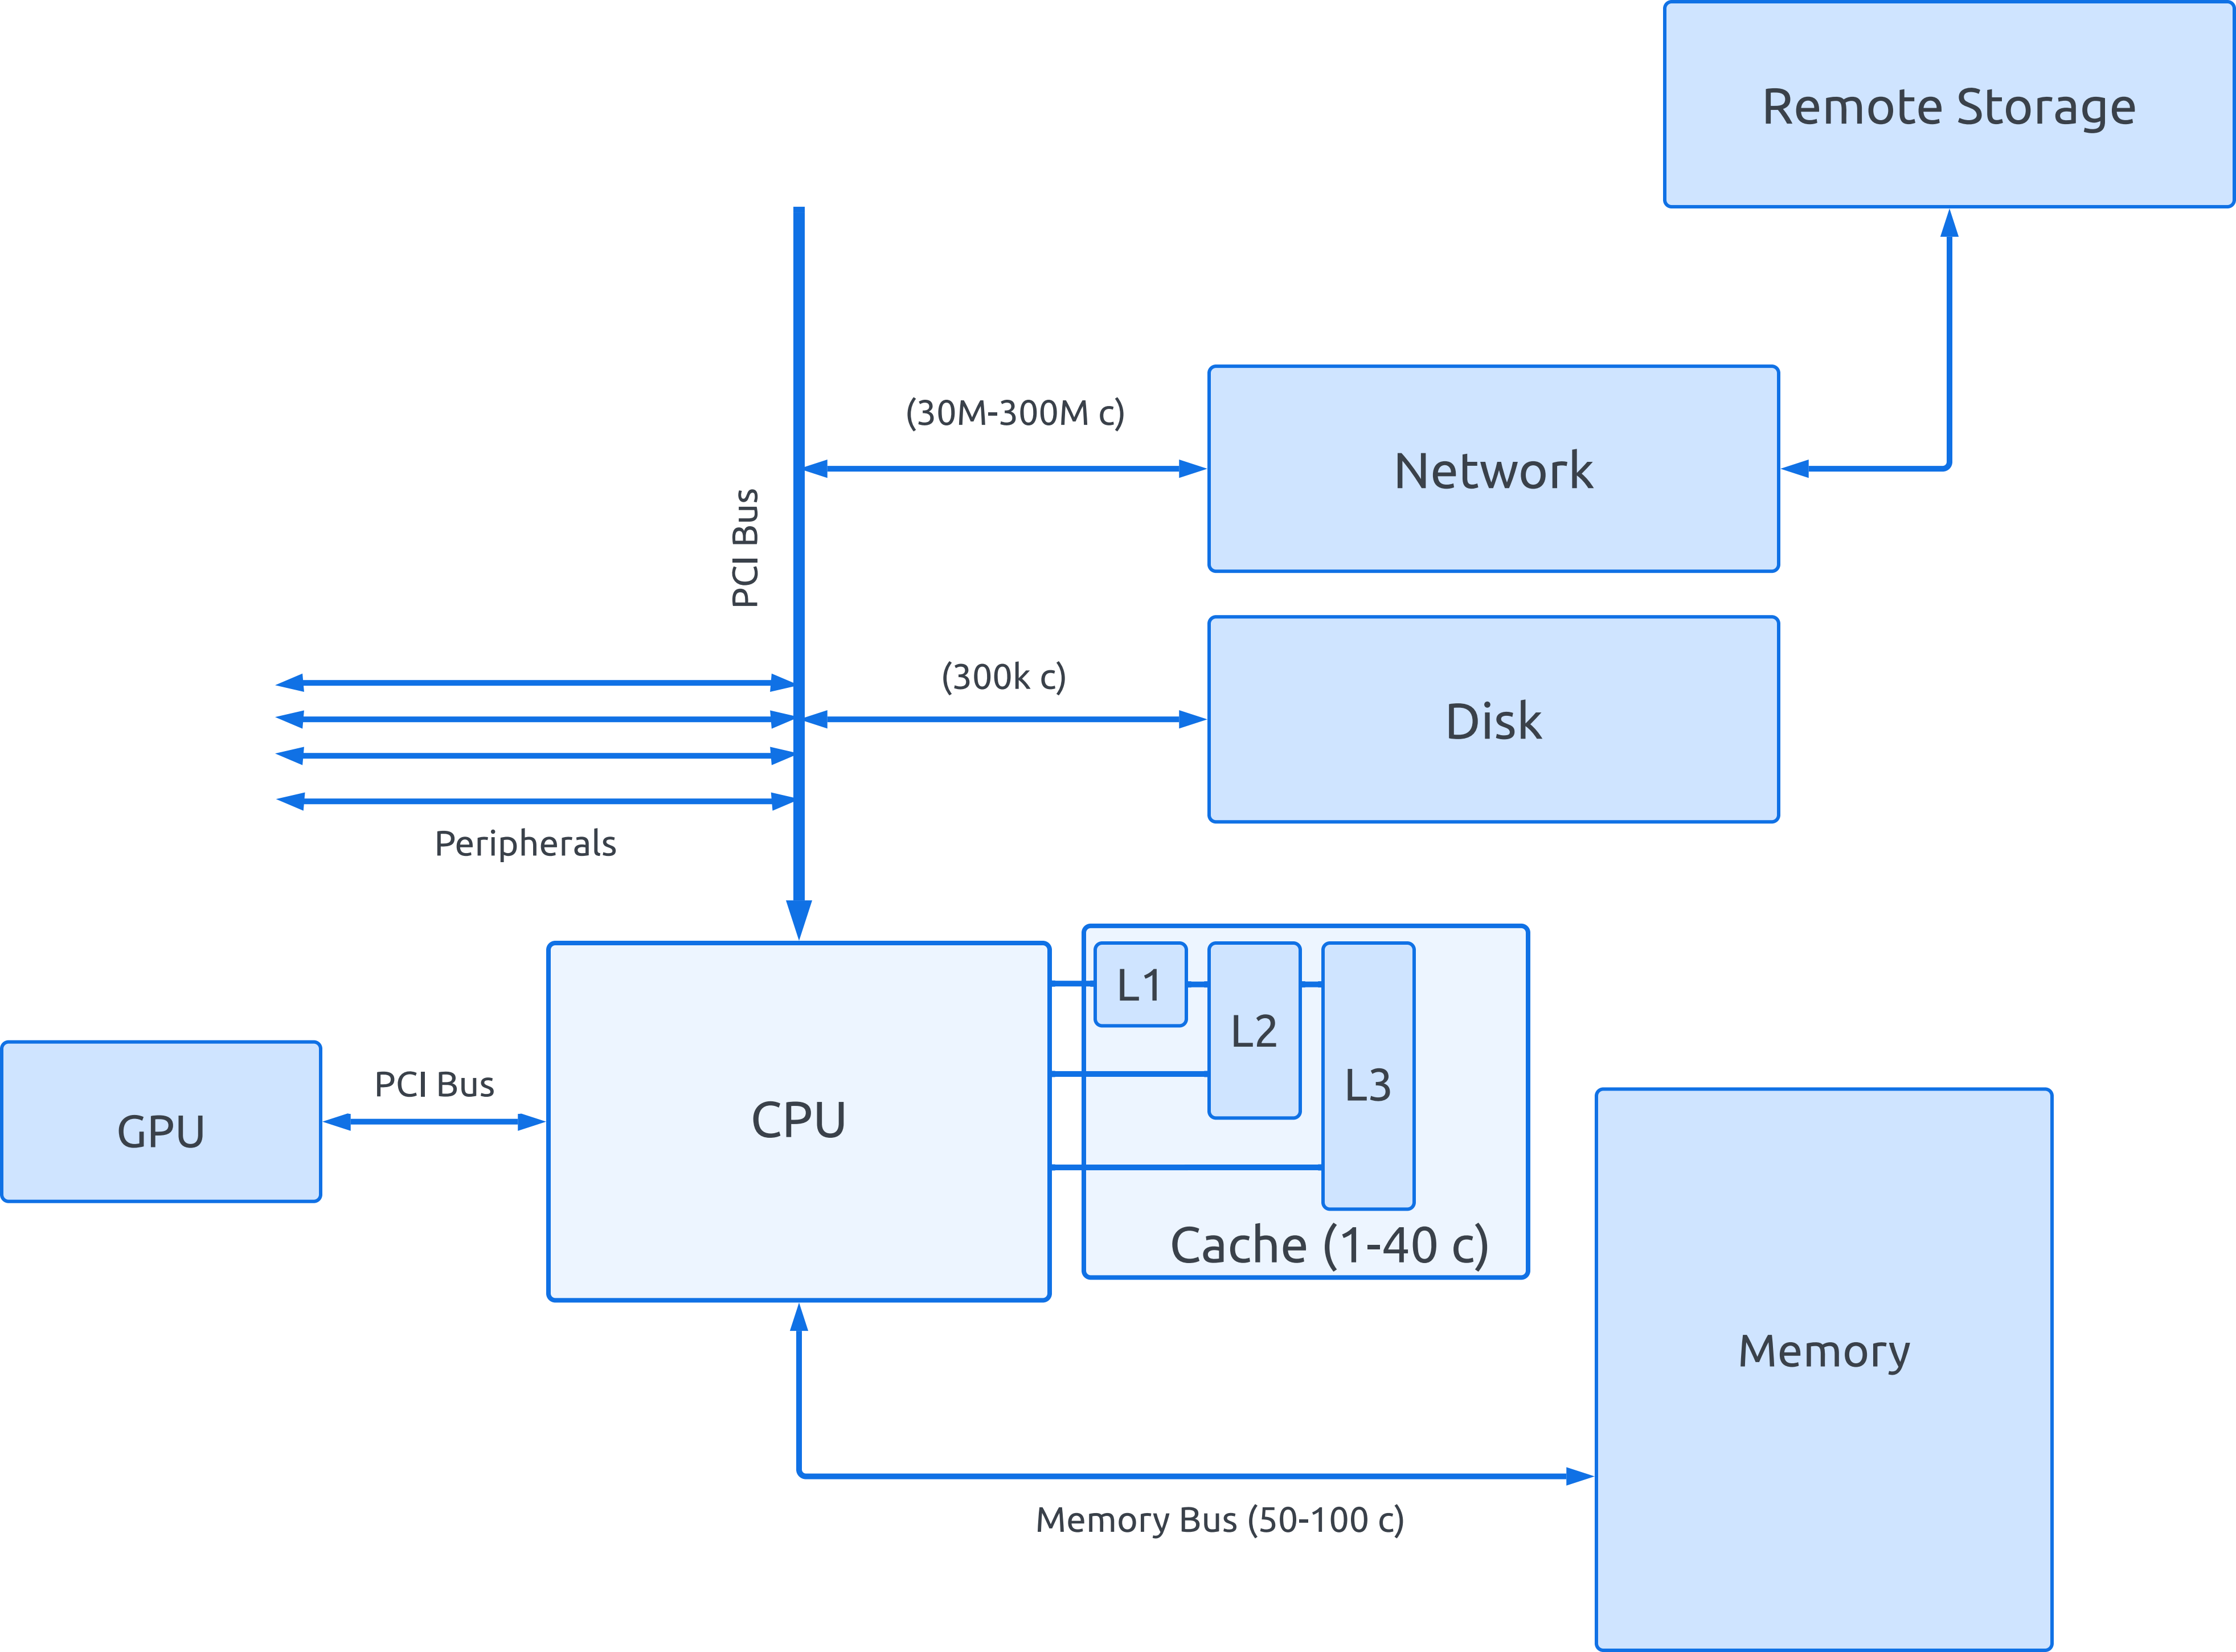 Remote Storage
(30M-300M c)
Network
PCI Bus
(300k c)
Disk
Peripherals
L1
L2
L3
PCI Bus
GPU
CPU
Cache (1-40 c)
Memory
Memory Bus (50-100 c)